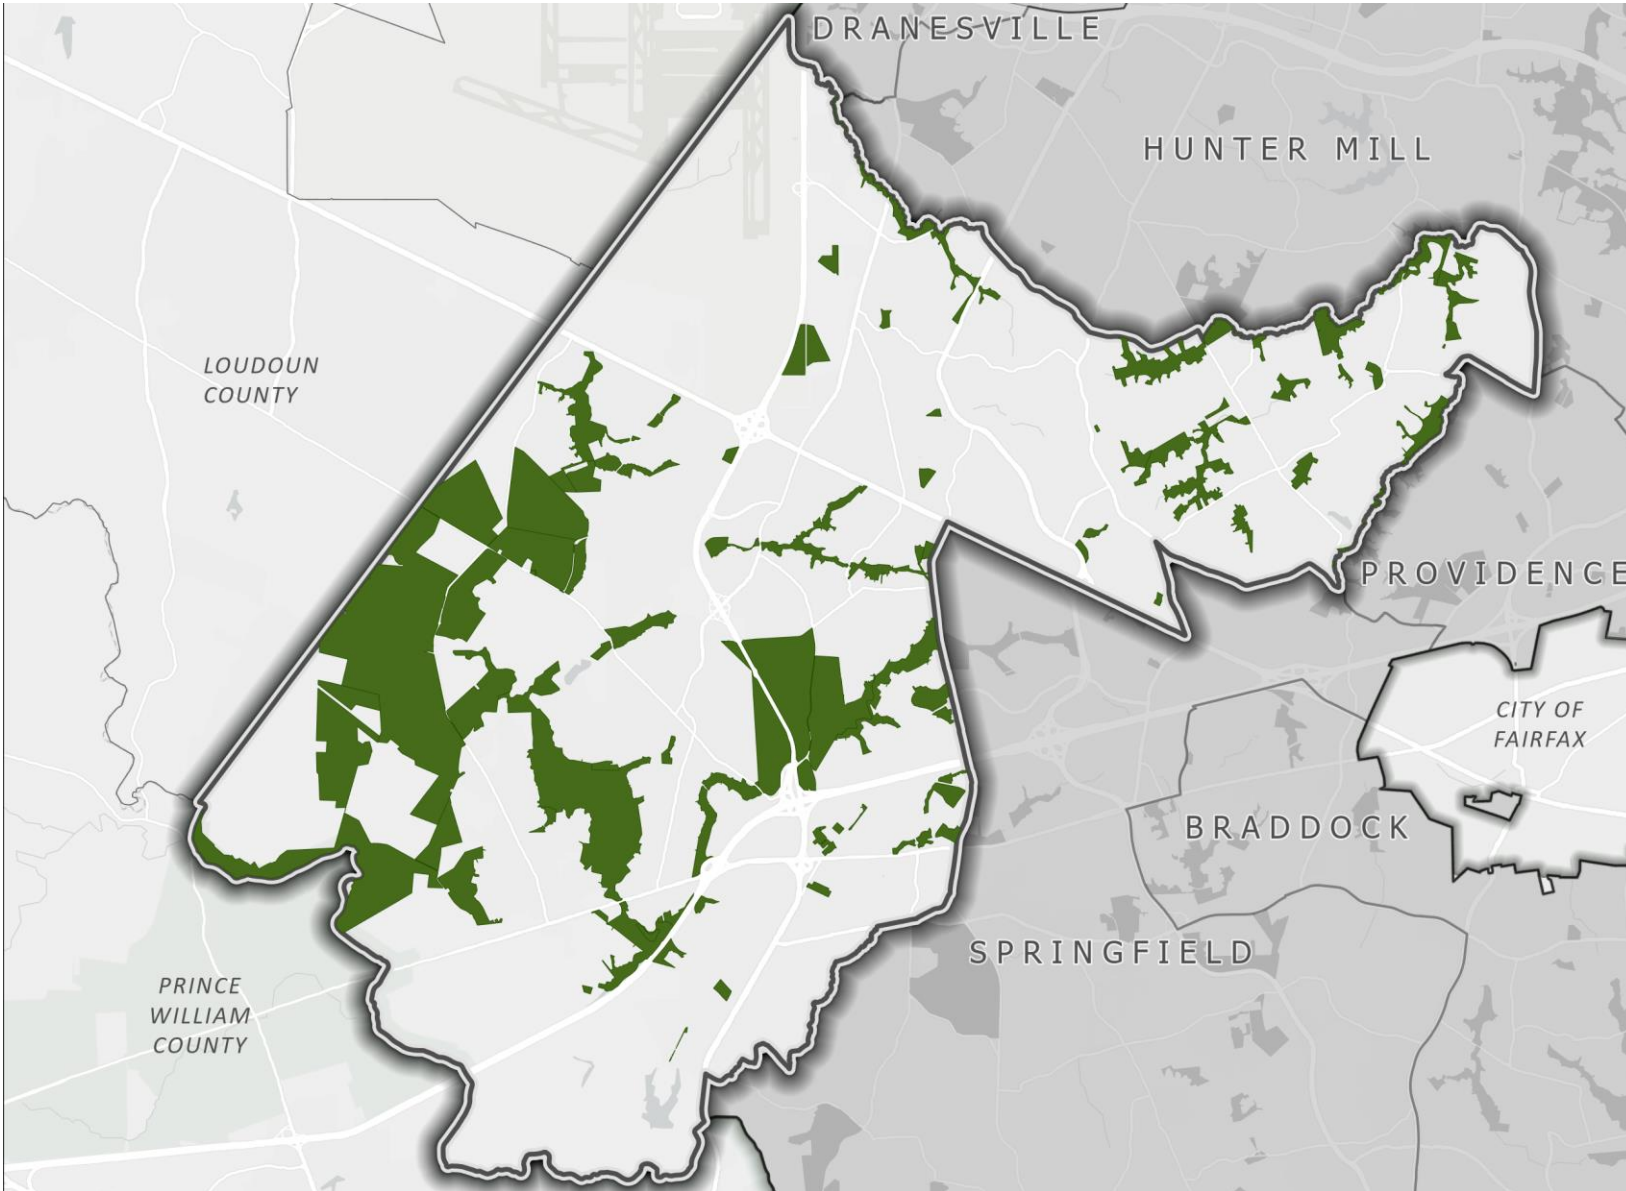 DRANESVILLE
HUNTER MILL
LOUDOUN
COUNTY
PROVIDENCE
CITY OF
FAIRFAX
BRADDOCK
SPRINGFIELD
PRINCE
WILLIAM
COUNTY